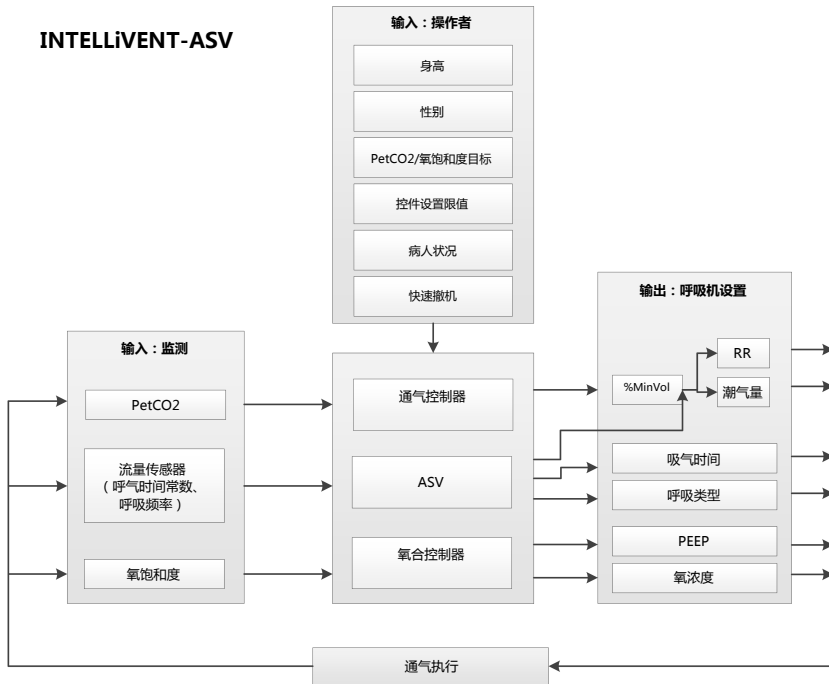 INTELLiVENT-ASV
输入：操作者
身高
性别
PetCO2/氧饱和度目标
控件设置限值
病人状况
快速撤机
输入：监测
PetCO2
流量传感器
（呼气时间常数、
呼吸频率）
氧饱和度
通气控制器
ASV
氧合控制器
输出：呼吸机设置
%MinVol
RR
潮气量
吸气时间
呼吸类型
PEEP
氧浓度
通气执行